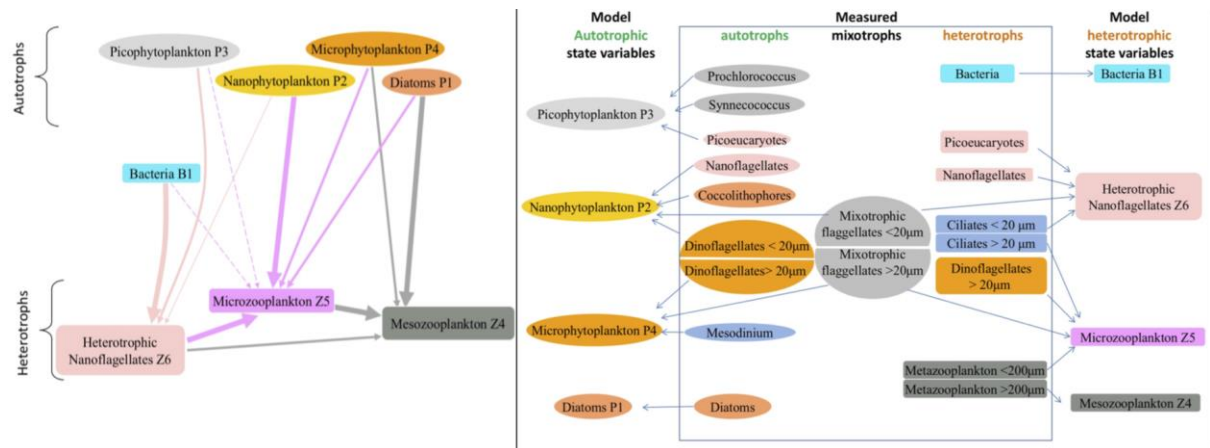 Autotrophs
Picophytoplankton P3
Microphytoplankton P4
Nanophytoplankton P2
Diatoms P1
Bacteria B1
Heterotrophs
Microzooplankton Z5
Mesozooplankton Z4
Heterotrophic
Nanoflagellates Z6
Model
Autotrophic
state variables
Measured
autotrophs
mixotrophs
heterotrophs
Model
heterotrophic
state variables
Prochlorococcus
Bacteria
Bacteria B1
Synnecococcus
Picophytoplankton P3
Picoeucaryotes
Picoeucaryotes
Nanoflagellates
Nanoflagellates
Heterotrophic
Nanoflagellates Z6
Coccolithophores
Nanophytoplankton P2
Mixotrophic
flaggellates <20μm
Ciliates < 20 μm
Ciliates > 20 μm
Dinoflagellates < 20μm
Dinoflagellates> 20μm
Mixotrophic
flaggellates >20μm
Dinoflagellates
> 20μm
Microphytoplankton P4
Mesodinium
Microzooplankton Z5
Metazooplankton <200μm
Metazooplankton >200μm
Diatoms P1
Diatoms
Mesozooplankton Z4